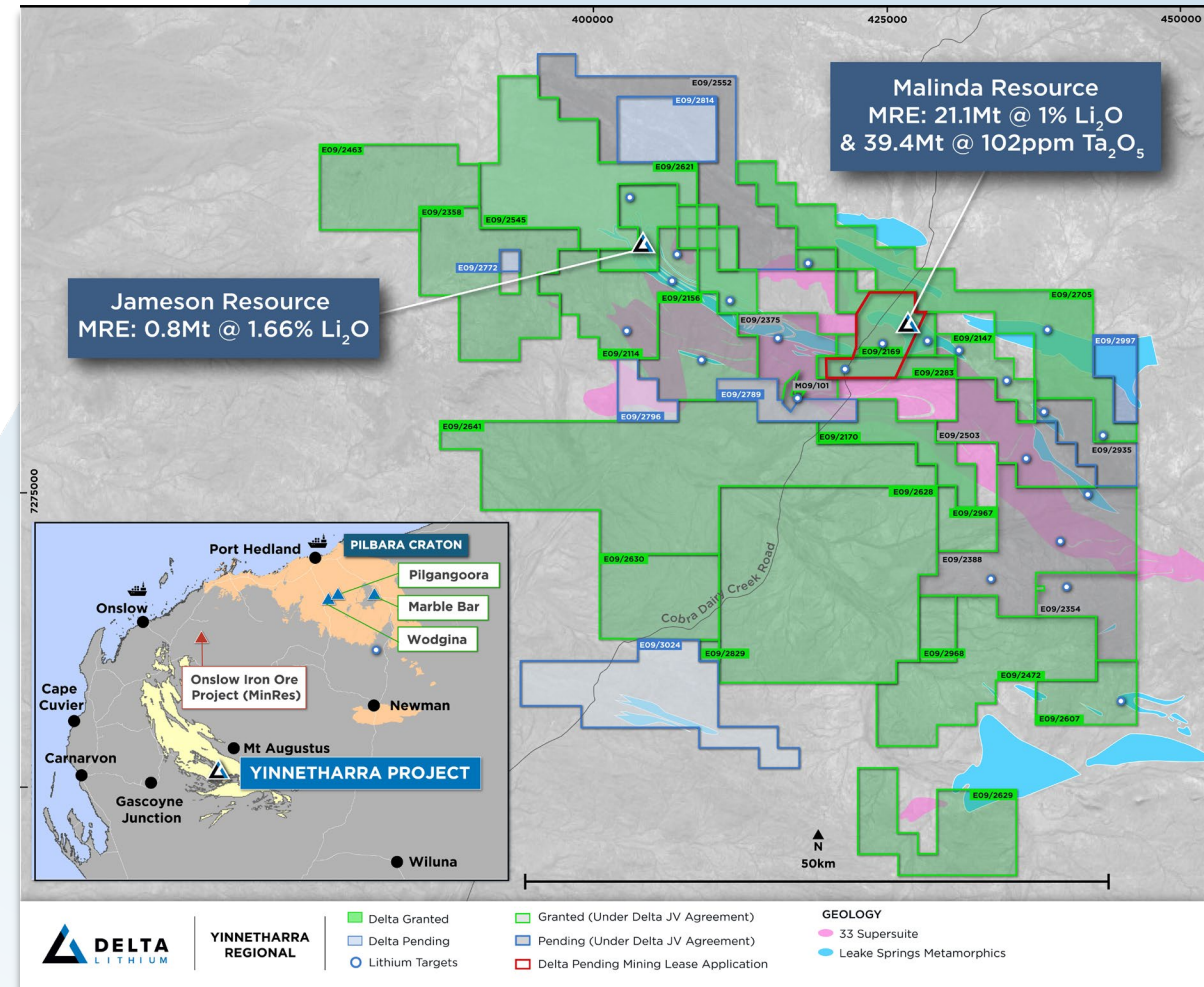 400000
425000
450000
7275000
Malinda Resource
MRE: 21.1Mt @ 1% Li₂O
& 39.4Mt @ 102ppm Ta₂O₅
Jameson Resource
MRE: 0.8Mt @ 1.66% Li₂O
E09/2552
E09/2814
E09/2463
E09/2621
E09/2358
E09/2545
E09/2772
E09/2156
E09/2705
E09/2375
E09/2147
E09/2997
E09/2114
E09/2169
E09/2283
M09/101
E09/2789
E09/2796
E09/2641
E09/2170
E09/2503
E09/2935
E09/2628
E09/2967
E09/2630
E09/2388
E09/2354
Cobra Dairy Creek Road
E09/3024
E09/2829
E09/2968
E09/2472
E09/2607
E09/2629
N
50km
Port Hedland
PILBARA CRATON
Pilgangoora
Marble Bar
Wodgina
Onslow
Onslow Iron Ore
Project (MinRes)
Cape
Cuvier
Newman
Mt Augustus
Carnarvon
YINNETHARRA PROJECT
Gascoyne
Junction
Wiluna
DELTA
LITHIUM
YINNETHARRA
REGIONAL
Delta Granted
Delta Pending
Lithium Targets
Granted (Under Delta JV Agreement)
Pending (Under Delta JV Agreement)
Delta Pending Mining Lease Application
GEOLOGY
33 Supersuite
Leake Springs Metamorphics